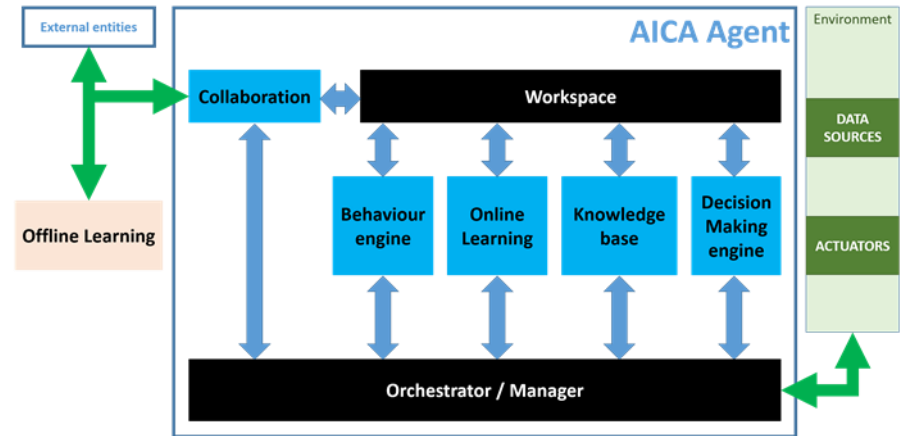 External entities
AICA Agent
Environment
Collaboration
Workspace
DATA
SOURCES
Offline Learning
Behaviour
engine
Online
Learning
Knowledge
base
Decision
Making
engine
ACTUATORS
Orchestrator / Manager